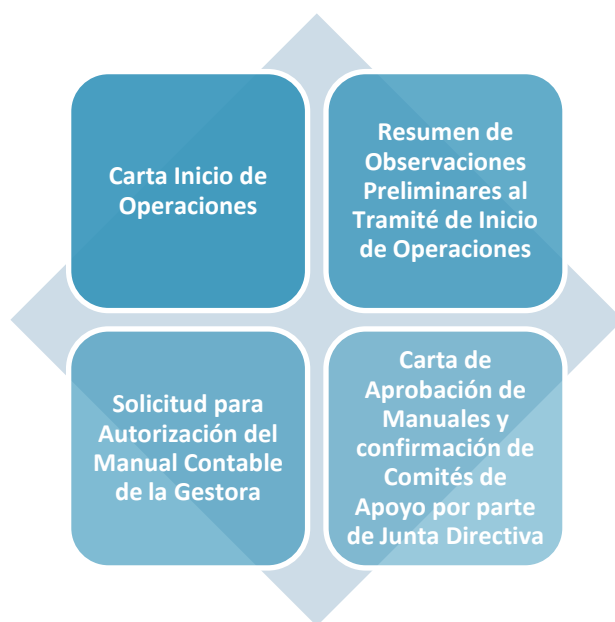 Carta Inicio de
Operaciones
Resumen de
Observaciones
Preliminares al
Tramité de Inicio
de Operaciones
Solicitud para
Autorización del
Manual Contable
de la Gestora
Carta de
Aprobación de
Manuales y
confirmación de
Comités de
Apoyo por parte
de Junta Directiva